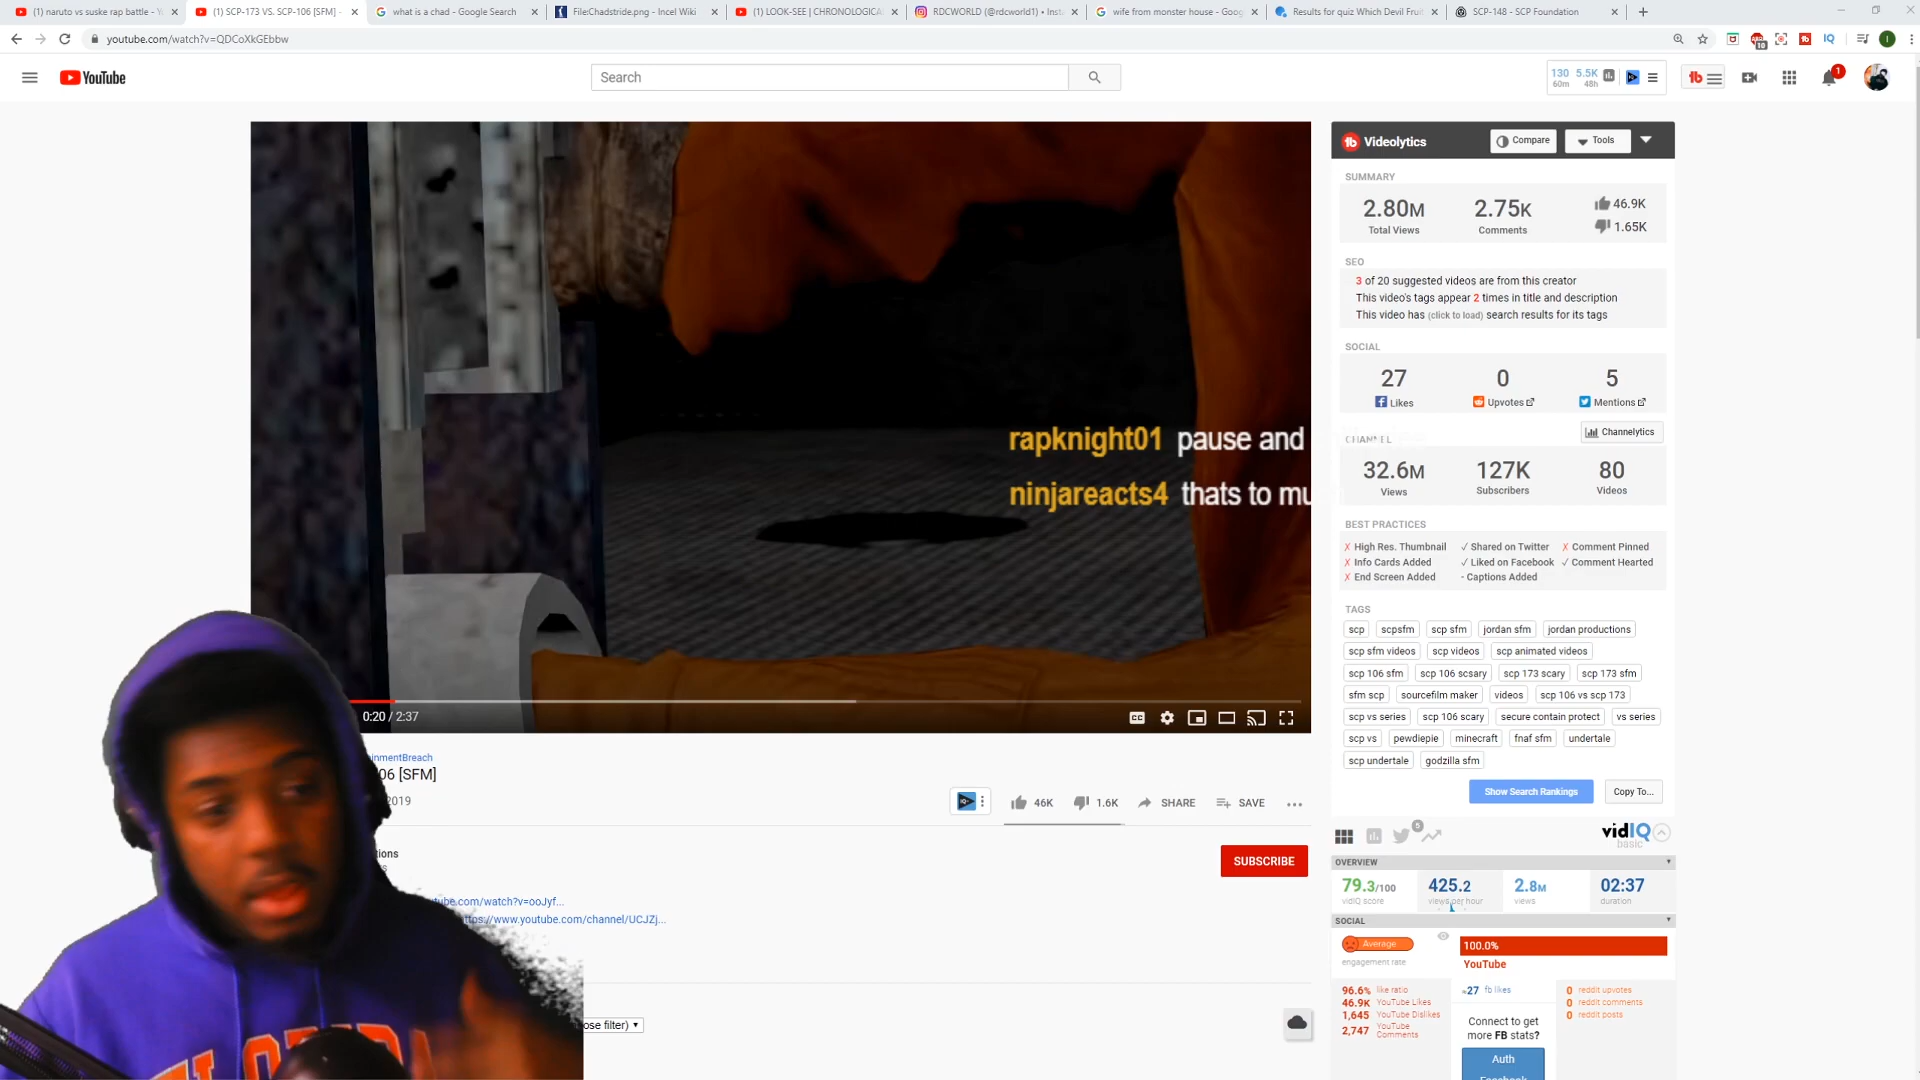 (1) naruto vs suske rap battle - Y
(1) SCP-173 VS. SCP-106 [SFM] -
what is a chad - Google Search
File:Chadstride.png - Incel Wiki
(1) LOOK-SEE | CHRONOLOGICA
RDCWORLD (@rdcworld1) • Inst
wife from monster house - Goog
Results for quiz Which Devil Fruit
SCP-148 - SCP Foundation
youtube.com/watch?v=QDCoXkGEbbw
10
IQ
YouTube
Search
130 5.5K
60m 48h
1
Videolytics
Compare
Tools
SUMMARY
2.80M 2.75K 46.9K
Total Views Comments 1.65K
SEO
3 of 20 suggested videos are from this creator
This video's tags appear 2 times in title and description
This video has (click to load) search results for its tags
SOCIAL
27 0 5
Likes Upvotes Mentions
CHANNEL
Channelytics
32.6M 127K 80
Views Subscribers Videos
BEST PRACTICES
✗ High Res. Thumbnail ✓ Shared on Twitter ✗ Comment Pinned
✗ Info Cards Added ✓ Liked on Facebook ✓ Comment Hearted
✗ End Screen Added - Captions Added
TAGS
scp scpsfm scp sfm jordan sfm jordan productions
scp sfm videos scp videos scp animated videos
scp 106 sfm scp 106 scsary scp 173 scary scp 173 sfm
sfm scp sourcefilm maker videos scp 106 vs scp 173
scp vs series scp 106 scary secure contain protect vs series
scp vs pewdiepie minecraft fnaf sfm undertale
scp undertale godzilla sfm
Show Search Rankings Copy To...
5
vidIQ
basic
OVERVIEW
79.3/100 425.2 2.8M 02:37
vidIQ score views per hour views duration
SOCIAL
Average
engagement rate
100.0%
YouTube
96.6% like ratio
46.9K YouTube Likes
1,645 YouTube Dislikes
2,747 YouTube Comments
27 fb likes
Connect to get
more FB stats?
Auth
Facebook
0 reddit upvotes
0 reddit comments
0 reddit posts
rapknight01 pause and
ninjareacts4 thats to mu
0:20 / 2:37
CC
inmentBreach
06 [SFM]
2019
46K 1.6K SHARE SAVE
tions
SUBSCRIBE
tube.com/watch?v=ooJyf...
ttps://www.youtube.com/channel/UCJZj...
ose filter)